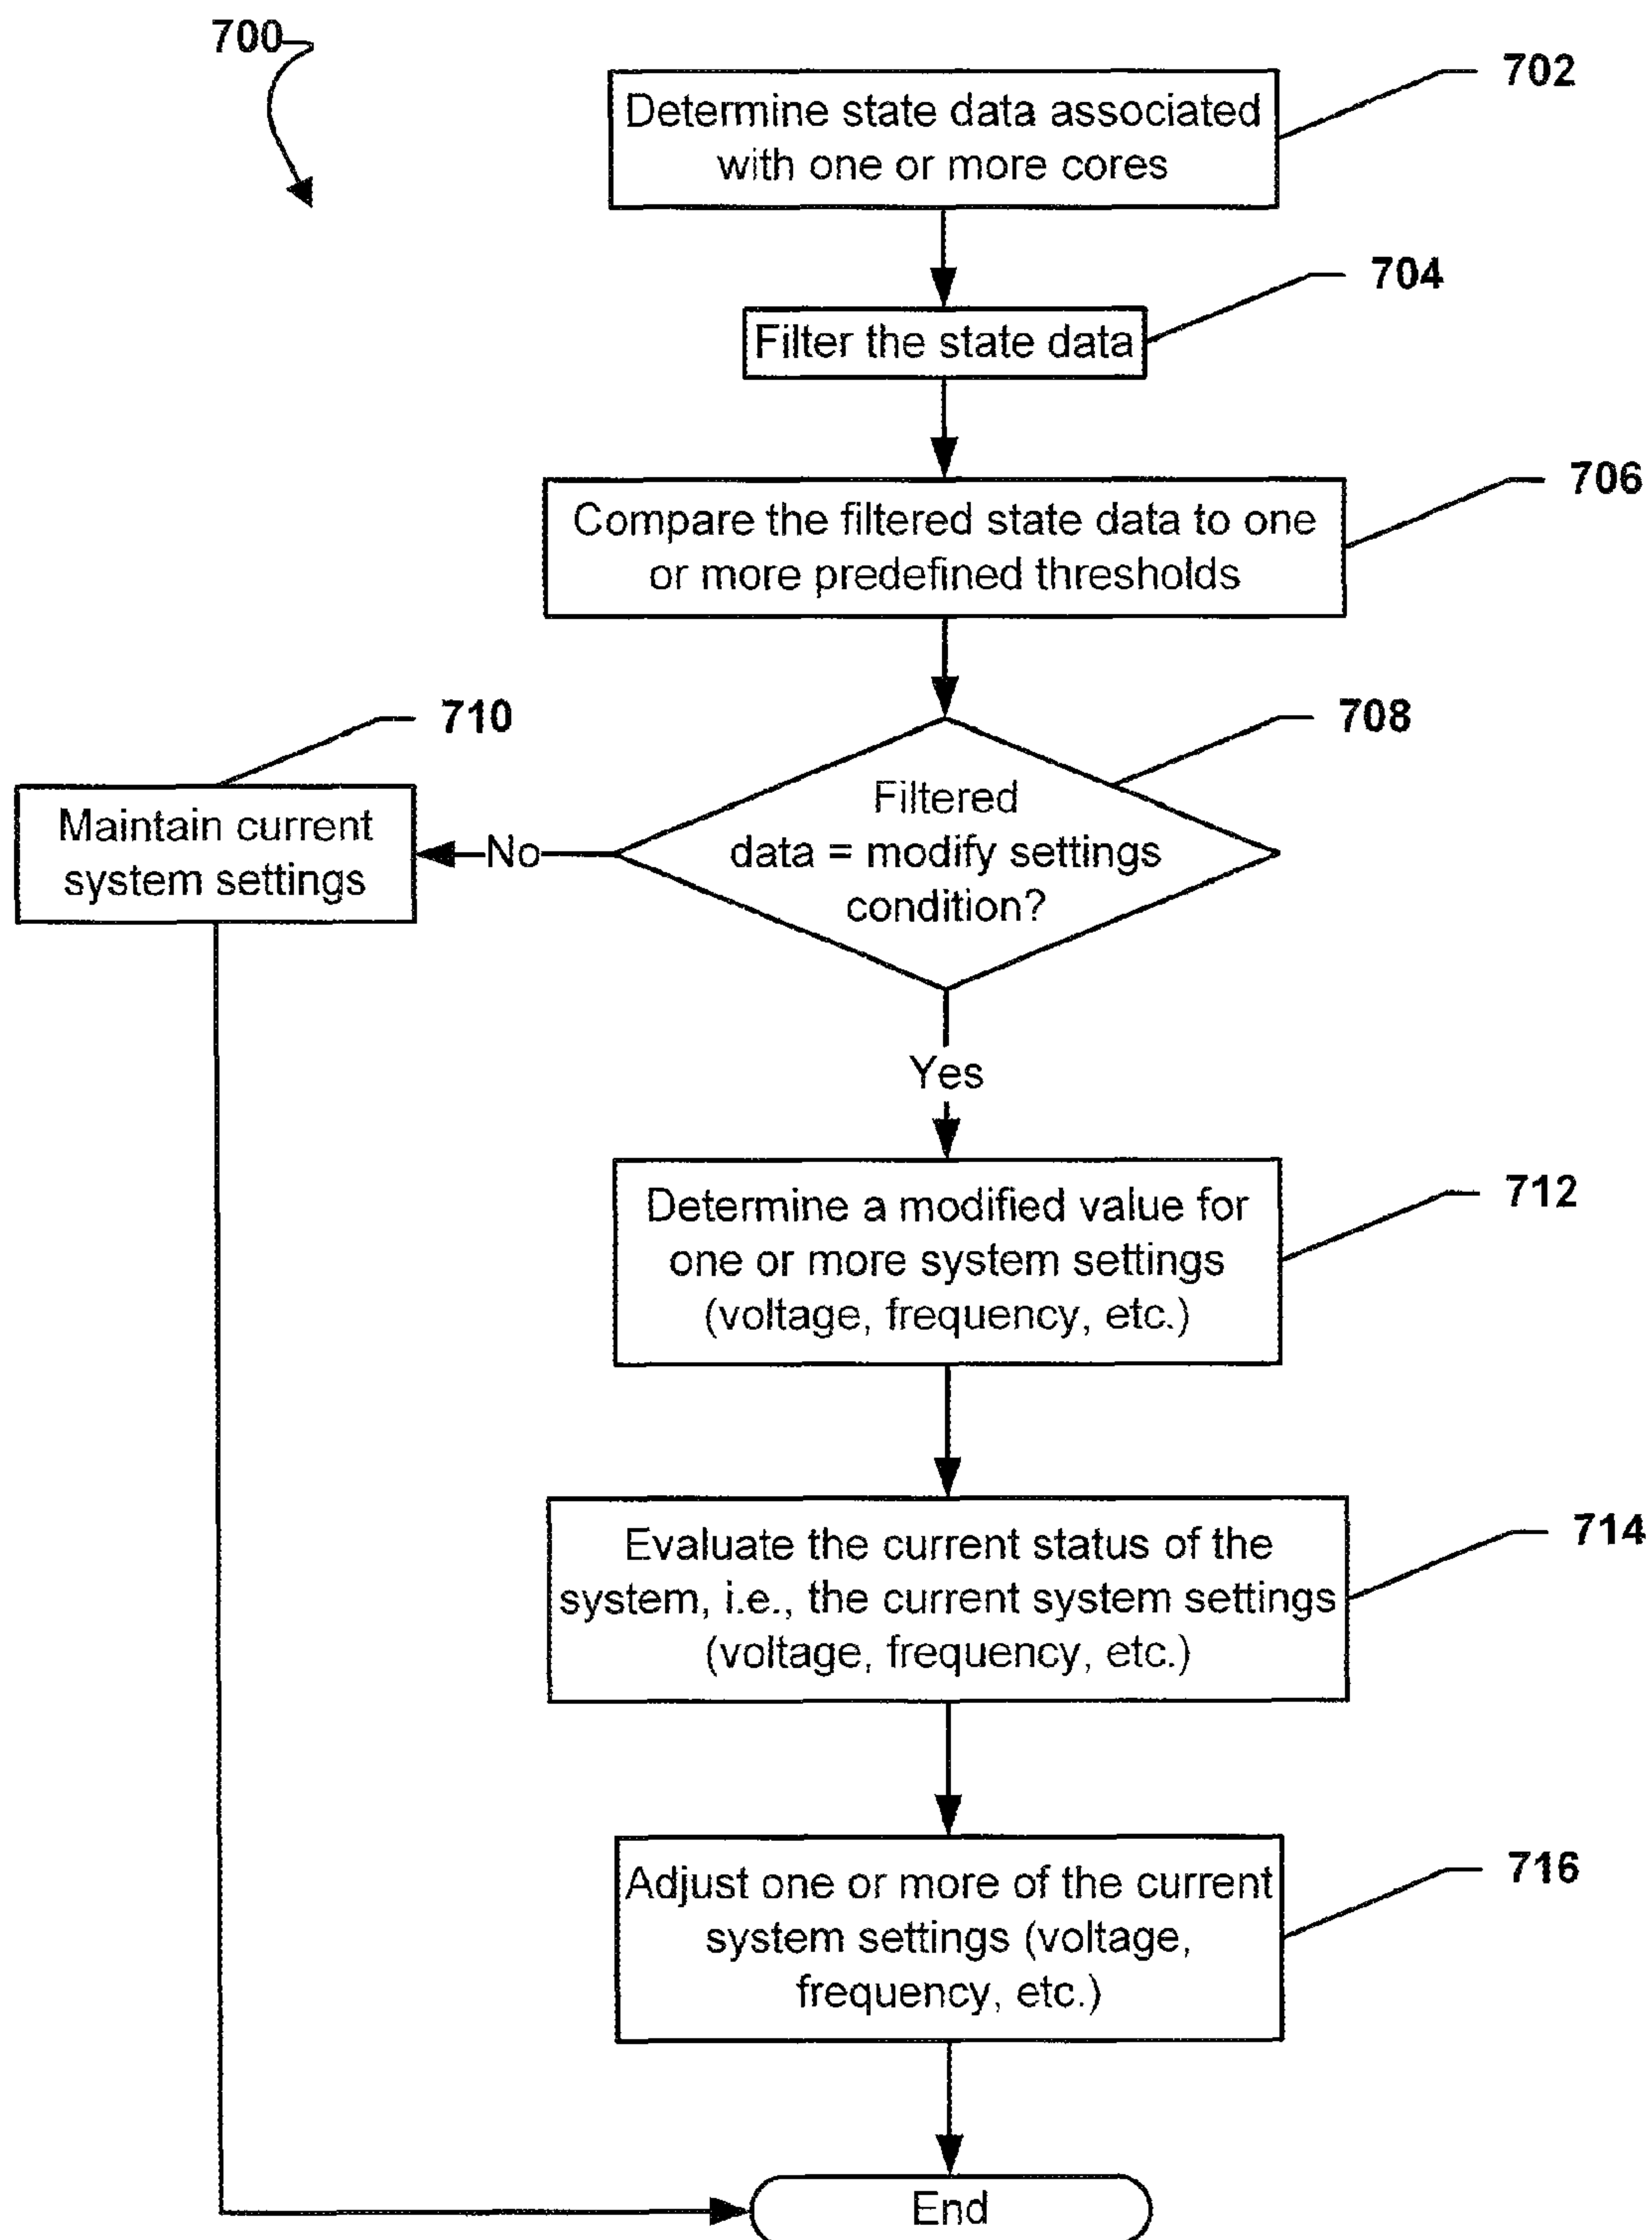 700
702
Determine state data associated
with one or more cores
704
Filter the state data
706
Compare the filtered state data to one
or more predefined thresholds
710
708
Maintain current
system settings
No
Filtered
data = modify settings
condition?
Yes
712
Determine a modified value for
one or more system settings
(voltage, frequency, etc.)
714
Evaluate the current status of the
system, i.e., the current system settings
(voltage, frequency, etc.)
716
Adjust one or more of the current
system settings (voltage,
frequency, etc.)
End